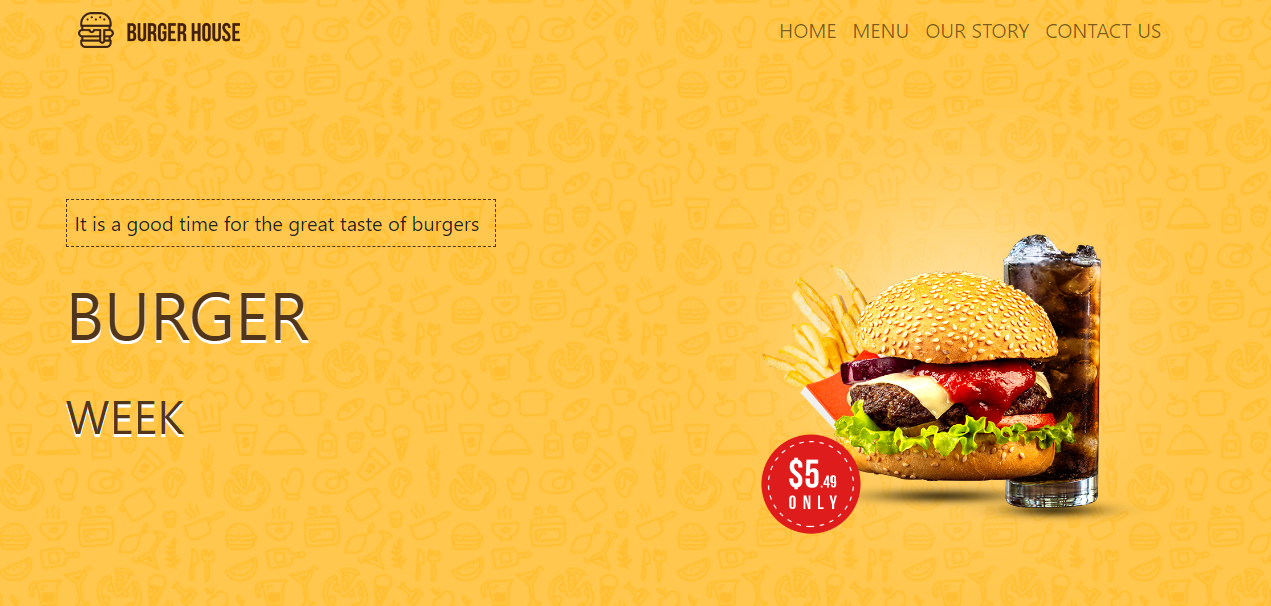 BURGER HOUSE
HOME MENU OUR STORY CONTACT US
It is a good time for the great taste of burgers
BURGER
WEEK
$5.49
ONLY